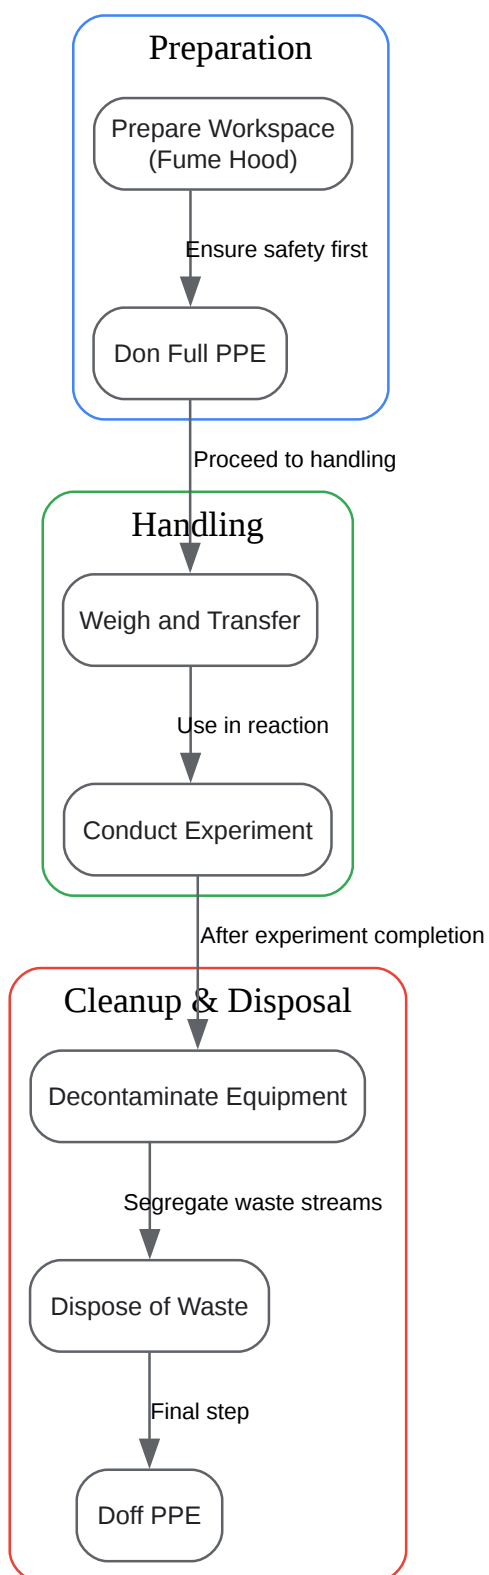 Preparation
Prepare Workspace
(Fume Hood)
Ensure safety first
Don Full PPE
Proceed to handling
Handling
Weigh and Transfer
Use in reaction
Conduct Experiment
After experiment completion
Cleanup & Disposal
Decontaminate Equipment
Segregate waste streams
Dispose of Waste
Final step
Doff PPE